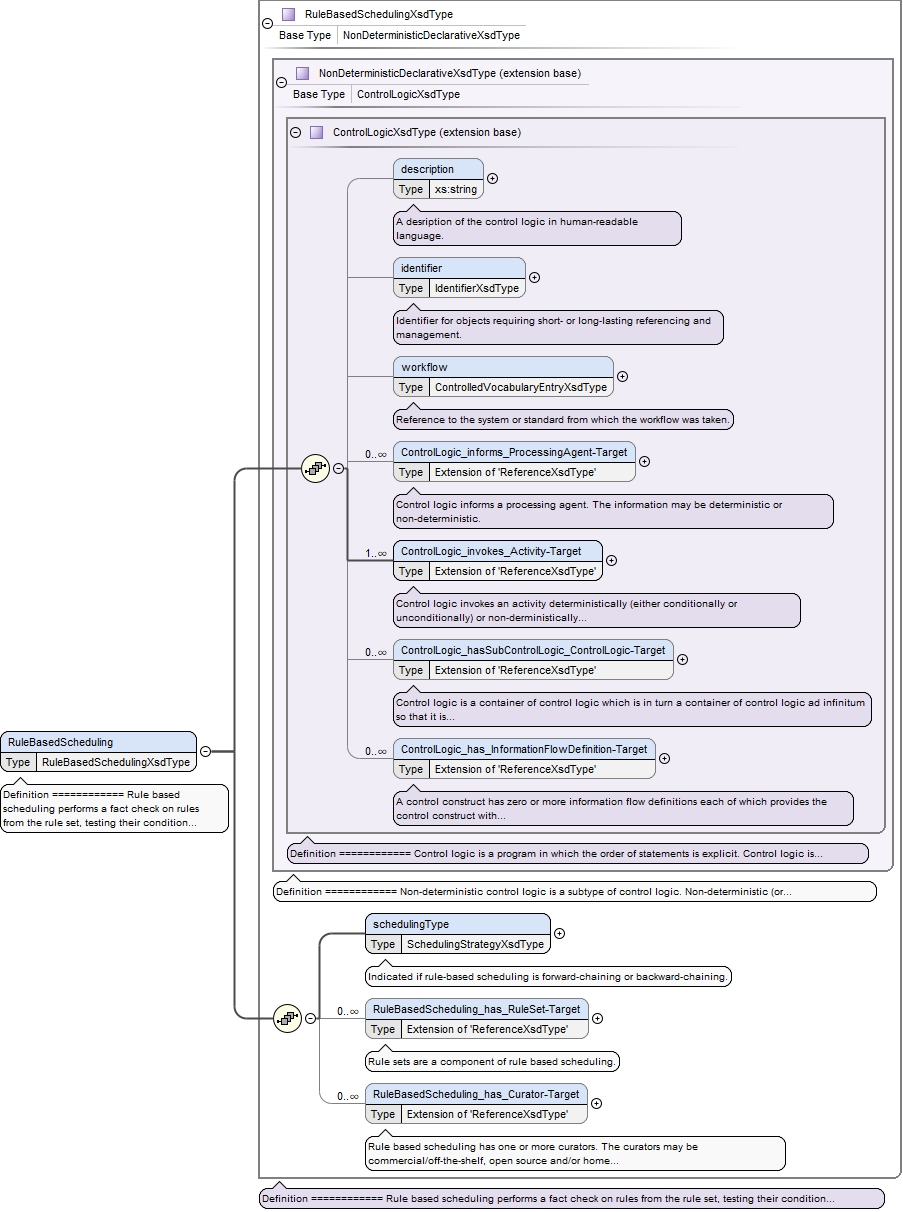 RuleBasedSchedulingXsdType
Base Type NonDeterministicDeclarativeXsdType
NonDeterministicDeclarativeXsdType (extension base)
Base Type ControlLogicXsdType
ControlLogicXsdType (extension base)
description
Type xs:string
A desription of the control logic in human-readable
language.
identifier
Type IdentifierXsdType
Identifier for objects requiring short- or long-lasting referencing and
management.
workflow
Type ControlledVocabularyEntryXsdType
Reference to the system or standard from which the workflow was taken.
0..∞ ControlLogic_informs_ProcessingAgent-Target
Type Extension of 'ReferenceXsdType'
Control logic informs a processing agent. The information may be deterministic or
non-deterministic.
1..∞ ControlLogic_invokes_Activity-Target
Type Extension of 'ReferenceXsdType'
Control logic invokes an activity deterministically (either conditionally or
unconditionally) or non-derministically...
0..∞ ControlLogic_hasSubControlLogic_ControlLogic-Target
Type Extension of 'ReferenceXsdType'
Control logic is a container of control logic which is in turn a container of control logic ad infinitum
so that it is...
0..∞ ControlLogic_has_InformationFlowDefinition-Target
Type Extension of 'ReferenceXsdType'
A control construct has zero or more information flow definitions each of which provides the
control construct with...
Definition ============ Control logic is a program in which the order of statements is explicit. Control logic is...
Definition ============ Non-deterministic control logic is a subtype of control logic. Non-deterministic (or...
RuleBasedScheduling
Type RuleBasedSchedulingXsdType
Definition ============ Rule based
scheduling performs a fact check on rules
from the rule set, testing their condition...
schedulingType
Type SchedulingStrategyXsdType
Indicated if rule-based scheduling is forward-chaining or backward-chaining.
0..∞ RuleBasedScheduling_has_RuleSet-Target
Type Extension of 'ReferenceXsdType'
Rule sets are a component of rule based scheduling.
0..∞ RuleBasedScheduling_has_Curator-Target
Type Extension of 'ReferenceXsdType'
Rule based scheduling has one or more curators. The curators may be
commercial/off-the-shelf, open source and/or home...
Definition ============ Rule based scheduling performs a fact check on rules from the rule set, testing their condition...